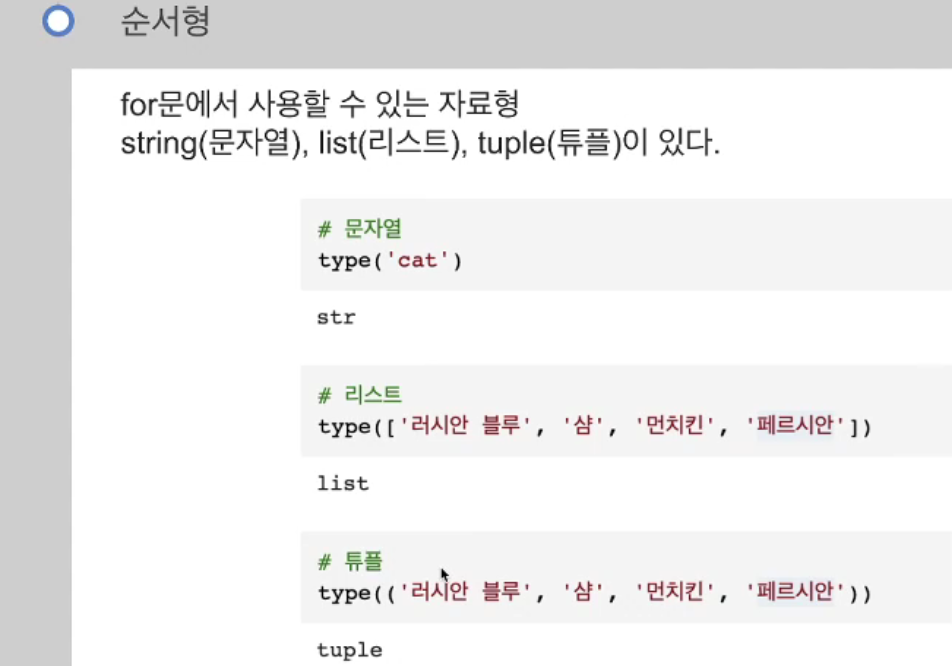 순서형
for문에서 사용할 수 있는 자료형
string(문자열), list(리스트), tuple(튜플)이 있다.
# 문자열
type('cat')
str
# 리스트
type(['러시안 블루', '샴', '먼치킨', '페르시안'])
list
# 튜플
type(('러시안 블루', '샴', '먼치킨', '페르시안'))
tuple